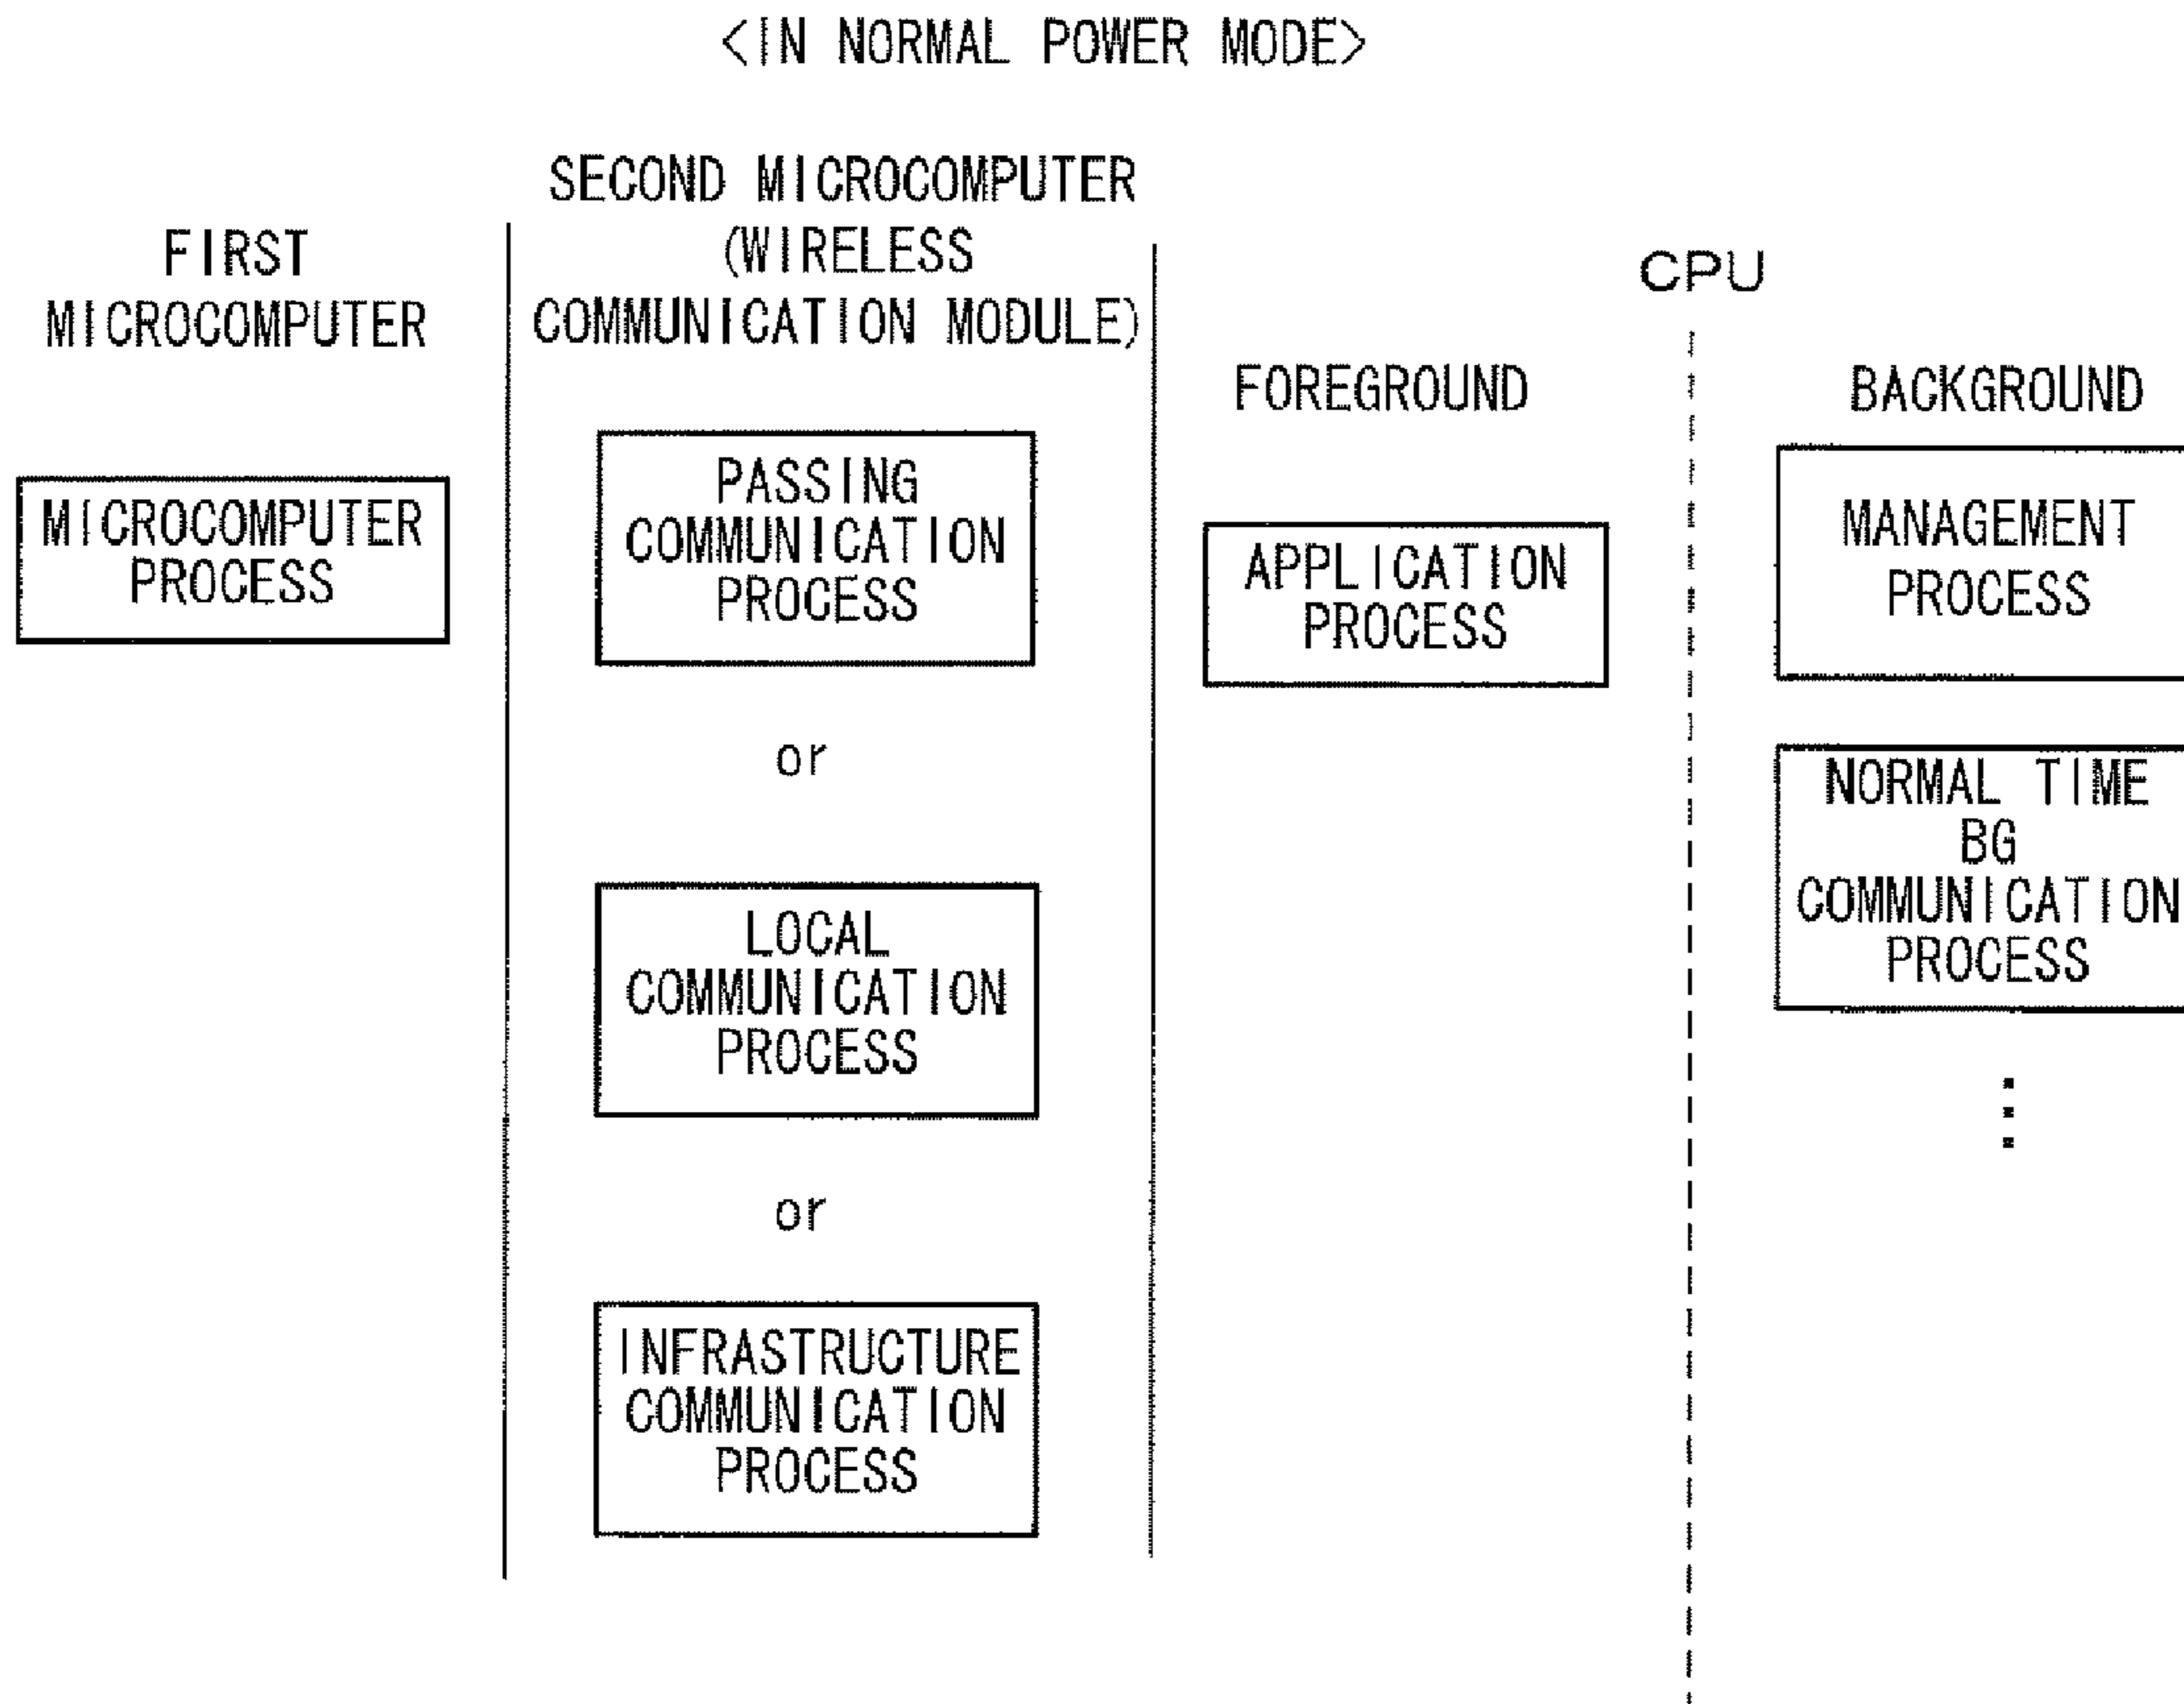 <IN NORMAL POWER MODE>
FIRST
MICROCOMPUTER
MICROCOMPUTER
PROCESS
SECOND MICROCOMPUTER
(WIRELESS
COMMUNICATION MODULE)
PASSING
COMMUNICATION
PROCESS
or
LOCAL
COMMUNICATION
PROCESS
or
INFRASTRUCTURE
COMMUNICATION
PROCESS
CPU
FOREGROUND
APPLICATION
PROCESS
BACKGROUND
MANAGEMENT
PROCESS
NORMAL TIME
BG
COMMUNICATION
PROCESS